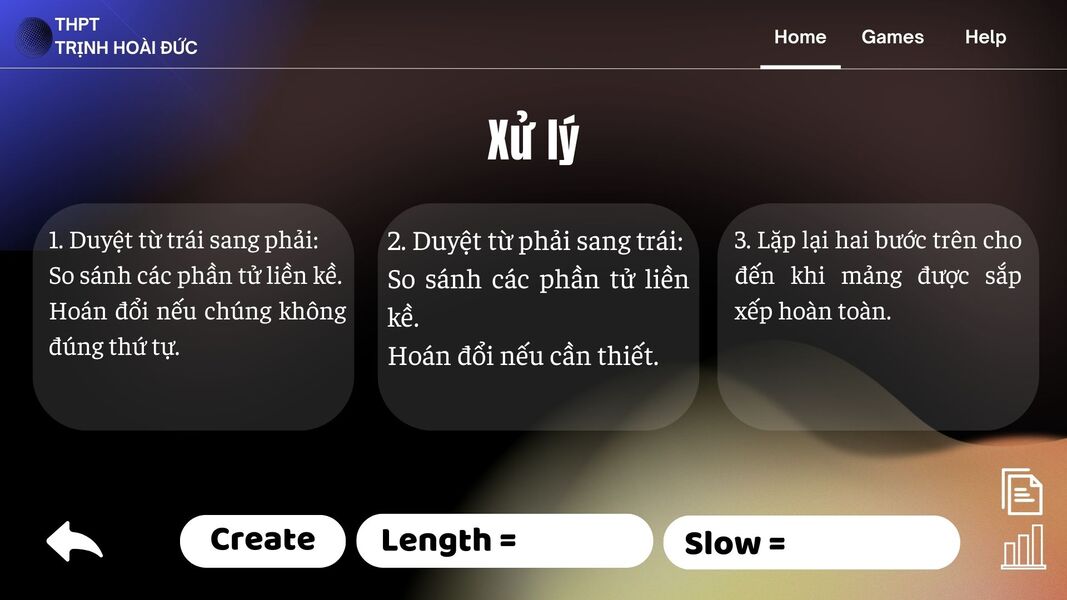 THPT
TRỊNH HOÀI ĐỨC
Home Games Help
Xử lý
1. Duyệt từ trái sang phải:
So sánh các phần tử liền kề.
Hoán đổi nếu chúng không
đúng thứ tự.
2. Duyệt từ phải sang trái:
So sánh các phần tử liền
kề.
Hoán đổi nếu cần thiết.
3. Lặp lại hai bước trên cho
đến khi mảng được sắp
xếp hoàn toàn.
Create
Length =
Slow =